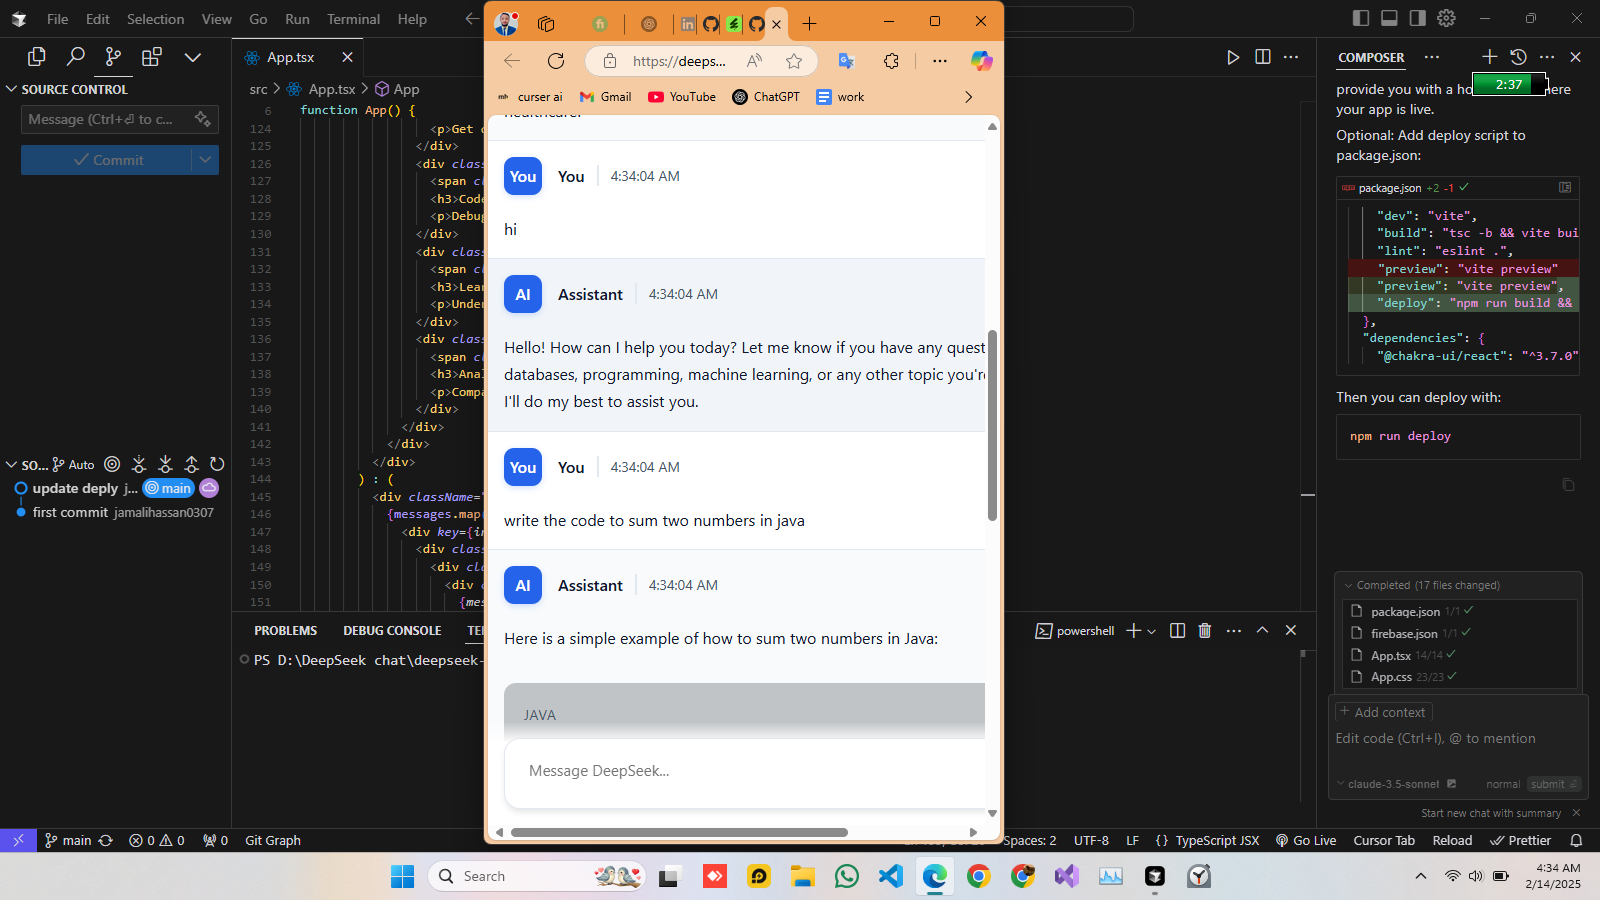 File Edit Selection View Go Run Terminal Help
SOURCE CONTROL
Message (Ctrl+⏎ to c...
Commit
SO... Auto
update deply j... main
first commit jamalihassan0307
App.tsx
src > App.tsx > App
6 function App() {
124 <p>Get
125 </div>
126 <div clas
127 <span cl
128 <h3>Code
129 <p>Debug
130 </div>
131 <div clas
132 <span cl
133 <h3>Lear
134 <p>Under
135 </div>
136 <div clas
137 <span cl
138 <h3>Anal
139 <p>Compa
140 </div>
141 </div>
142 </div>
143 </div>
144 ) : (
145 <div className="
146 {messages.map(
147 <div key={in
148 <div clas
149 <div cla
150 <div c
151 {mes
PROBLEMS DEBUG CONSOLE TE
powershell
PS D:\DeepSeek chat\deepseek-
https://deeps...
curser ai Gmail YouTube ChatGPT work
healthcare.
You You 4:34:04 AM
hi
AI Assistant 4:34:04 AM
Hello! How can I help you today? Let me know if you have any quest
databases, programming, machine learning, or any other topic you'r
I'll do my best to assist you.
You You 4:34:04 AM
write the code to sum two numbers in java
AI Assistant 4:34:04 AM
Here is a simple example of how to sum two numbers in Java:
JAVA
Message DeepSeek...
COMPOSER
2:37
provide you with a ho here
your app is live.
Optional: Add deploy script to
package.json:
package.json +2 -1
"dev": "vite",
"build": "tsc -b && vite bui
"lint": "eslint .",
"preview": "vite preview"
"preview": "vite preview",
"deploy": "npm run build &&
},
"dependencies": {
"@chakra-ui/react": "^3.7.0"
Then you can deploy with:
npm run deploy
Completed (17 files changed)
package.json 1/1
firebase.json 1/1
App.tsx 14/14
App.css 23/23
+ Add context
Edit code (Ctrl+I), @ to mention
claude-3.5-sonnet normal submit
Start new chat with summary
main 0 0 0 Git Graph
Spaces: 2 UTF-8 LF {} TypeScript JSX Go Live Cursor Tab Reload Prettier
Search
4:34 AM
2/14/2025